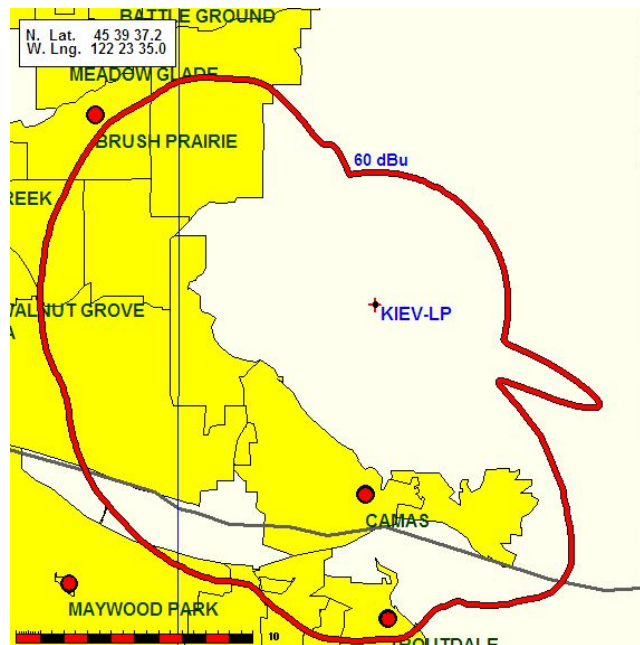 BATTLE GROUND
N. Lat. 45 39 37.2
W. Lng. 122 23 35.0
MEADOW GLADE
BRUSH PRAIRIE
60 dBu
REEK
WALNUT GROVE
A
KIEV-LP
CAMAS
MAYWOOD PARK
10
TROUTDALE